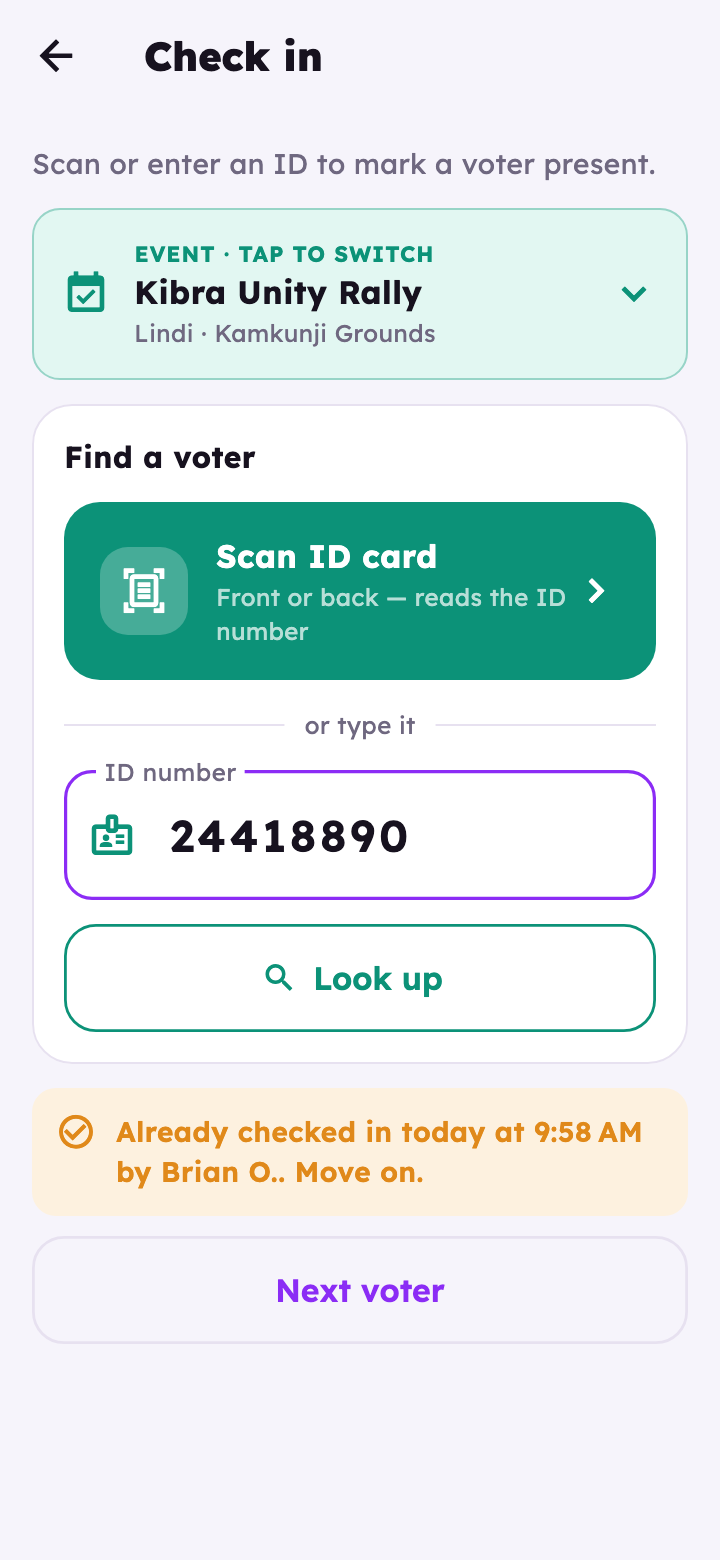 Check in
Scan or enter an ID to mark a voter present.
EVENT · TAP TO SWITCH
Kibra Unity Rally
Lindi · Kamkunji Grounds
Find a voter
Scan ID card
Front or back — reads the ID
number
or type it
ID number
24418890
Look up
Already checked in today at 9:58 AM
by Brian O.. Move on.
Next voter